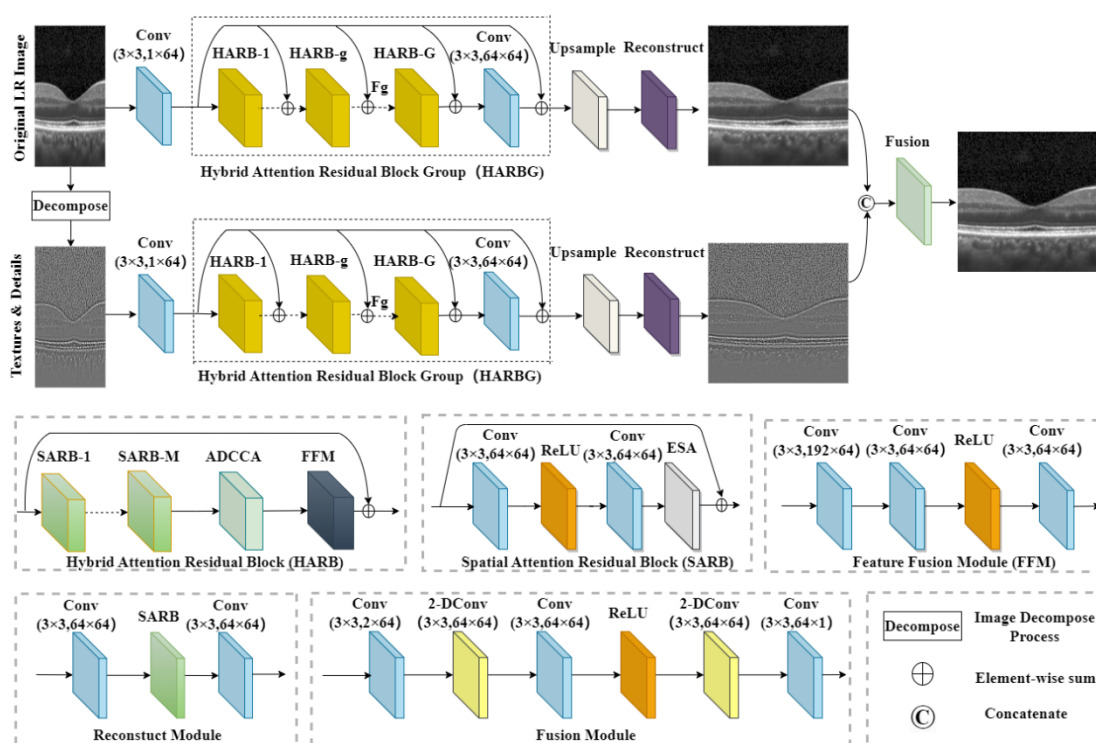 Original LR Image
Conv
(3×3,1×64)
HARB-1
HARB-g
HARB-G
Conv
(3×3,64×64)
Fg
Upsample
Reconstruct
Hybrid Attention Residual Block Group (HARBG)
Fusion
C
Decompose
Textures & Details
Conv
(3×3,1×64)
HARB-1
HARB-g
HARB-G
Conv
(3×3,64×64)
Fg
Upsample
Reconstruct
Hybrid Attention Residual Block Group (HARBG)
SARB-1
SARB-M
ADCCA
FFM
Hybrid Attention Residual Block (HARB)
Conv
(3×3,64×64)
ReLU
Conv
(3×3,64×64)
ESA
Spatial Attention Residual Block (SARB)
Conv
(3×3,192×64)
Conv
(3×3,64×64)
ReLU
Conv
(3×3,64×64)
Feature Fusion Module (FFM)
Conv
(3×3,64×64)
SARB
Conv
(3×3,64×64)
Reconstuct Module
Conv
(3×3,2×64)
2-DConv
(3×3,64×64)
Conv
(3×3,64×64)
ReLU
2-DConv
(3×3,64×64)
Conv
(3×3,64×1)
Fusion Module
Decompose
Image Decompose
Process
Element-wise sum
C
Concatenate